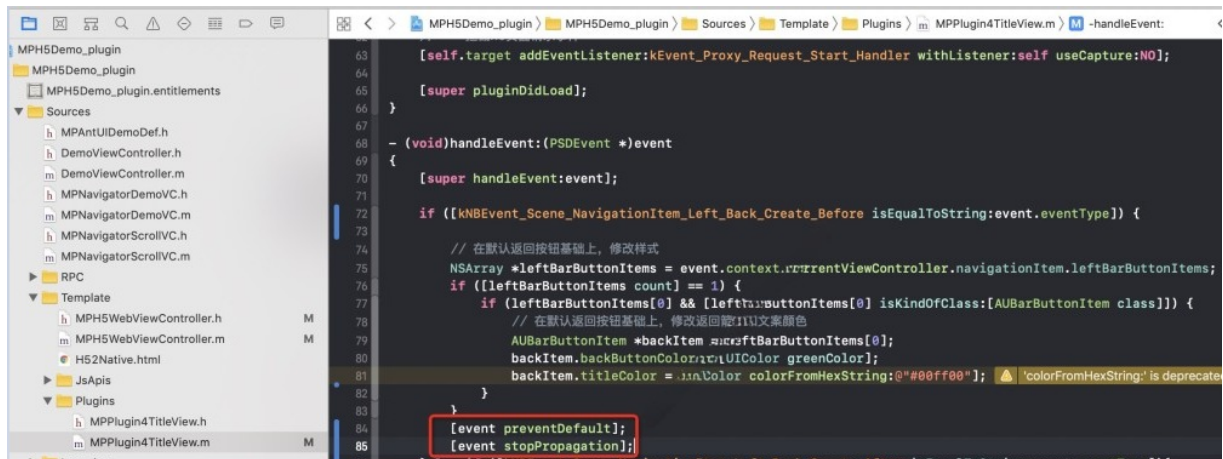 MPH5Demo_plugin
MPH5Demo_plugin
MPH5Demo_plugin.entitlements
Sources
h MPAntUIDemoDef.h
h DemoViewController.h
m DemoViewController.m
h MPNavigatorDemoVC.h
m MPNavigatorDemoVC.m
h MPNavigatorScrollVC.h
m MPNavigatorScrollVC.m
RPC
Template
h MPH5WebViewController.h M
m MPH5WebViewController.m M
H52Native.html
JsApis
Plugins
h MPPlugin4TitleView.h
m MPPlugin4TitleView.m M
MPH5Demo_plugin 〉 MPH5Demo_plugin 〉 Sources 〉 Template 〉 Plugins 〉 m MPPlugin4TitleView.m 〉 M -handleEvent:
63 [self.target addEventListener:kEvent_Proxy_Request_Start_Handler withListener:self useCapture:NO];
64
65 [super pluginDidLoad];
66 }
67
68 - (void)handleEvent:(PSDEvent *)event
69 {
70 [super handleEvent:event];
71
72 if ([kNBEvent_Scene_NavigationItem_Left_Back_Create_Before isEqualToString:event.eventType]) {
73
74 // 在默认返回按钮基础上，修改样式
75 NSArray *leftBarButtonItems = event.context. .navigationItem.leftBarButtonItems;
76 if ([leftBarButtonItems count] == 1) {
77 if (leftBarButtonItems[0] && [ isKindOfClass:[AUBarButtonItem class]]) {
78 // 在默认返回按钮基础上，修改返回 文案颜色
79 AUBarButtonItem *backItem [0];
80 backItem.backButtonColor UIColor greenColor];
81 backItem.titleColor = colorFromHexString:@"#00ff00"]; 'colorFromHexString:' is deprecated
82 }
83 }
84 [event preventDefault];
85 [event stopPropagation];